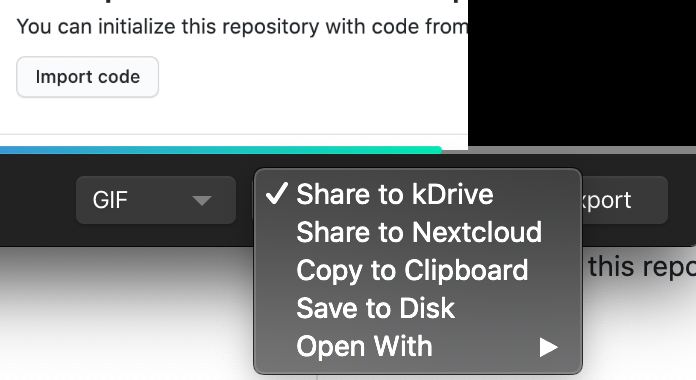 You can initialize this repository with code from
Import code
GIF
✓ Share to kDrive
Share to Nextcloud
Copy to Clipboard
Save to Disk
Open With ▶
xport
this repo